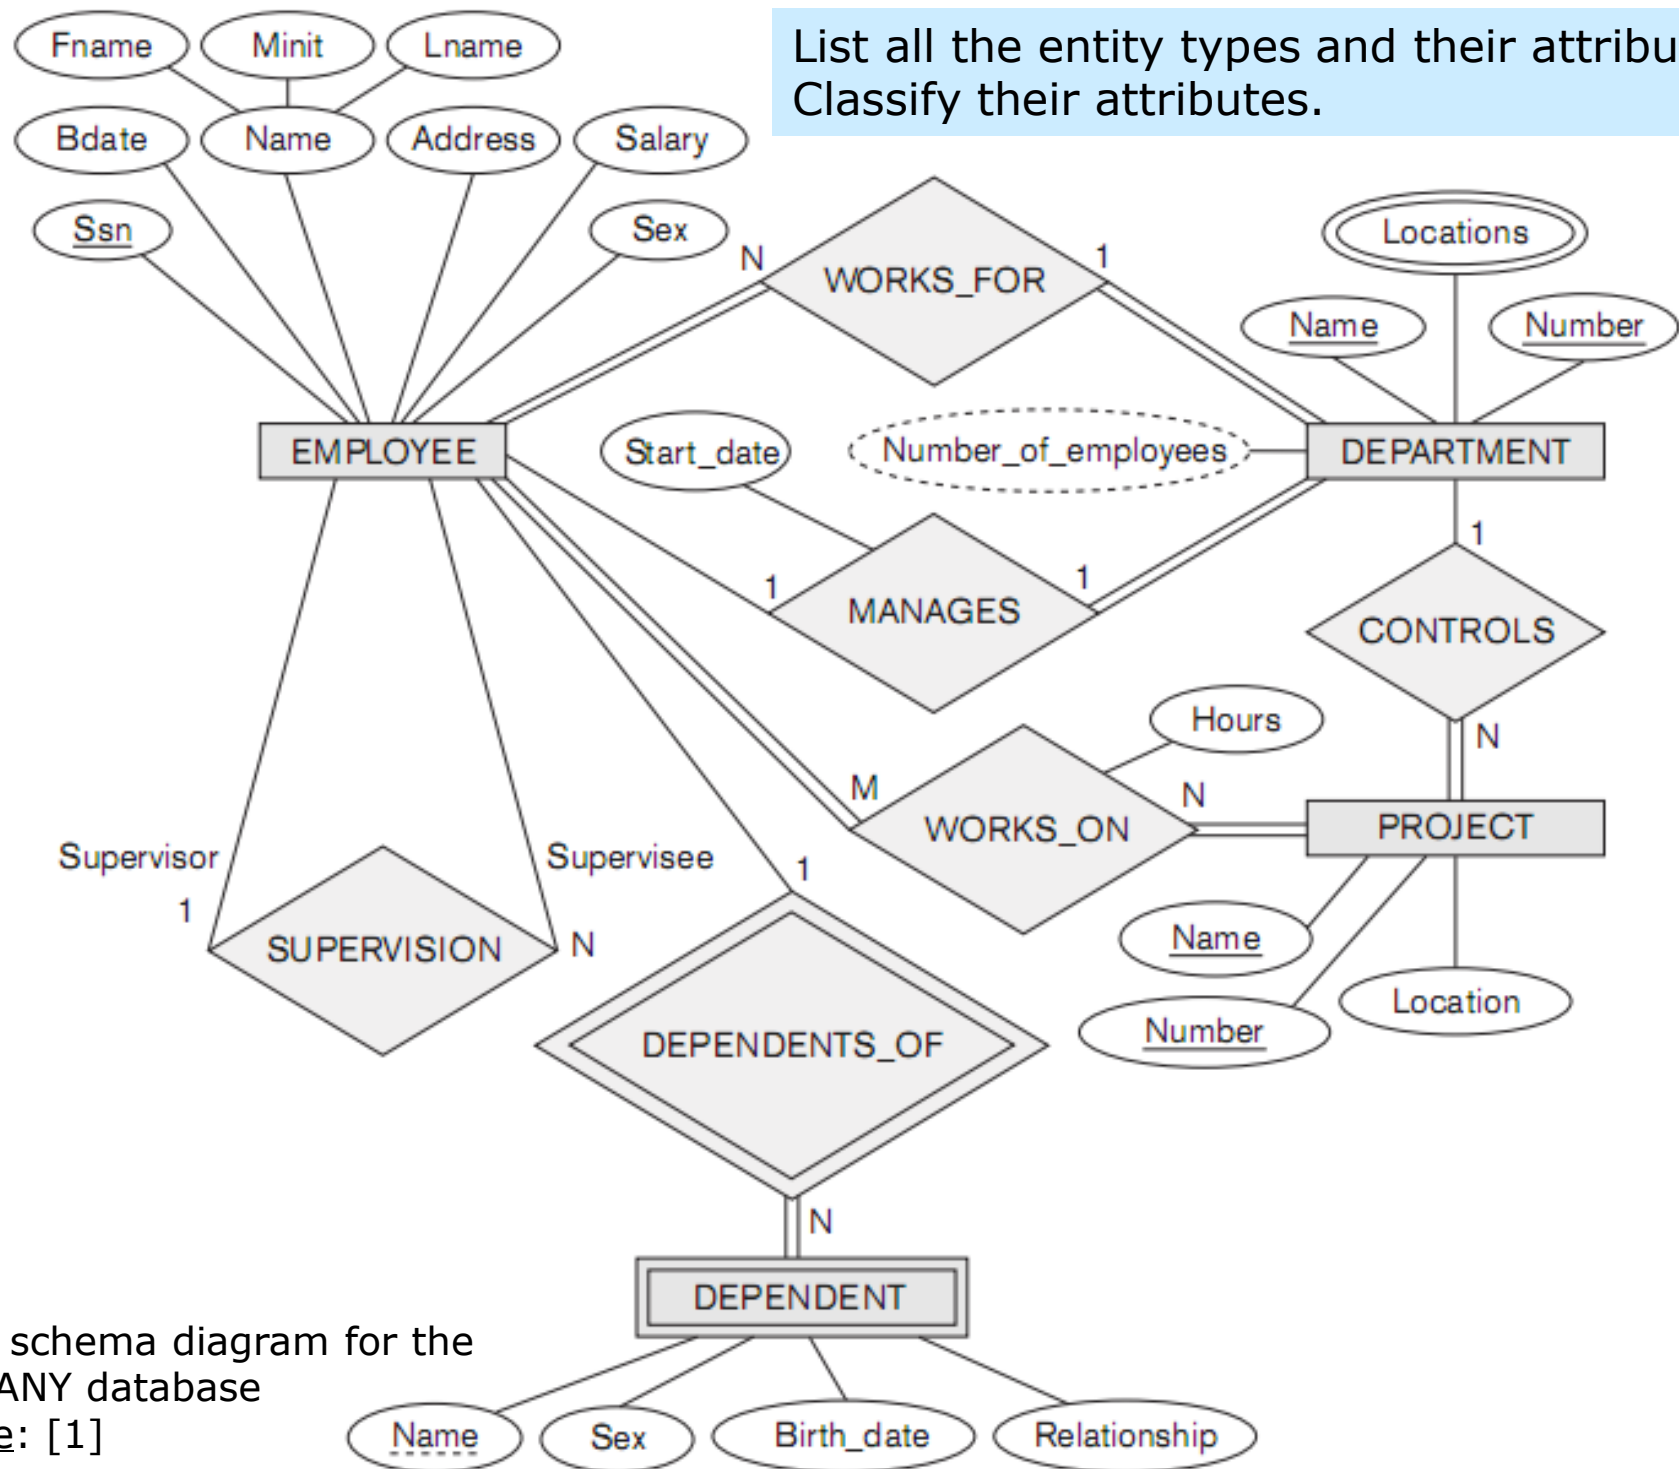 Fname Minit Lname
List all the entity types and their
Classify their attributes.
Bdate Name Address Salary
Ssn Sex
Locations
N 1
WORKS_FOR
Name Number
EMPLOYEE Start_date Number_of_employees DEPARTMENT
1
1 1
MANAGES
CONTROLS
Hours
N
M N
WORKS_ON PROJECT
Supervisor Supervisee
1
1
SUPERVISION N
Name
Location
Number
DEPENDENTS_OF
N
DEPENDENT
schema diagram for the
database
: [1]
Name Sex Birth_date Relationship